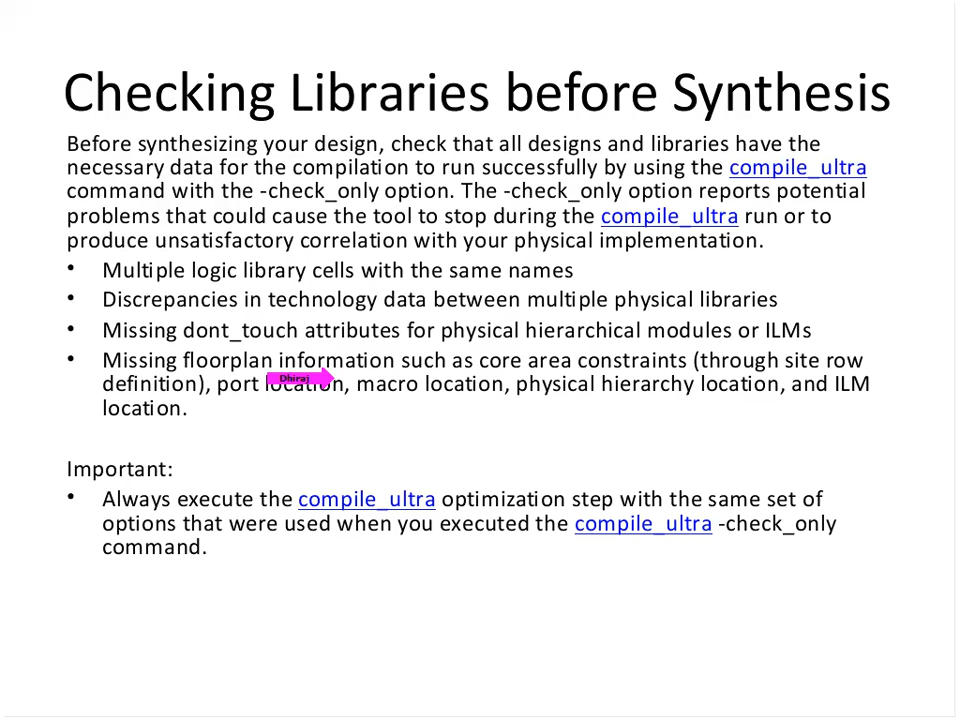 Checking Libraries before Synthesis
Before synthesizing your design, check that all designs and libraries have the
necessary data for the compilation to run successfully by using the compile_ultra
command with the -check_only option. The -check_only option reports potential
problems that could cause the tool to stop during the compile_ultra run or to
produce unsatisfactory correlation with your physical implementation.
• Multiple logic library cells with the same names
• Discrepancies in technology data between multiple physical libraries
• Missing dont_touch attributes for physical hierarchical modules or ILMs
• Missing floorplan information such as core area constraints (through site row
definition), port location, macro location, physical hierarchy location, and ILM
location.
Dhiraj
Important:
• Always execute the compile_ultra optimization step with the same set of
options that were used when you executed the compile_ultra -check_only
command.